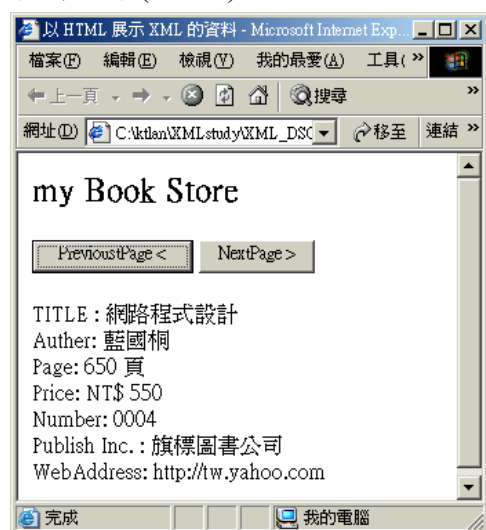 以 HTML 展示 XML 的資料 - Microsoft Internet Exp...
檔案(F) 編輯(E) 檢視(V) 我的最愛(A) 工具( »
上一頁 搜尋 »
網址(D) C:\ktlan\XMLstudy\XML_DSO 移至 連結 »
my Book Store
PrevioustPage < NextPage >
TITLE : 網路程式設計
Auther: 藍國桐
Page: 650 頁
Price: NT$ 550
Number: 0004
Publish Inc. : 旗標圖書公司
WebAddress: http://tw.yahoo.com
完成 我的電腦